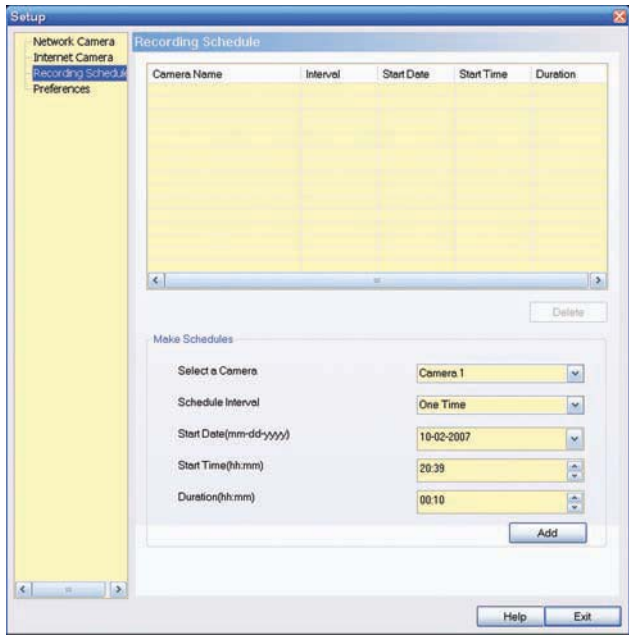 Setup
Network Camera
Internet Camera
Recording Schedule
Preferences
Recording Schedule
Camera Name Interval Start Date Start Time Duration
Delete
Make Schedules
Select a Camera Camera 1
Schedule Interval One Time
Start Date(mm-dd-yyyy) 10-02-2007
Start Time(hh:mm) 20:39
Duration(hh:mm) 00:10
Add
Help Exit